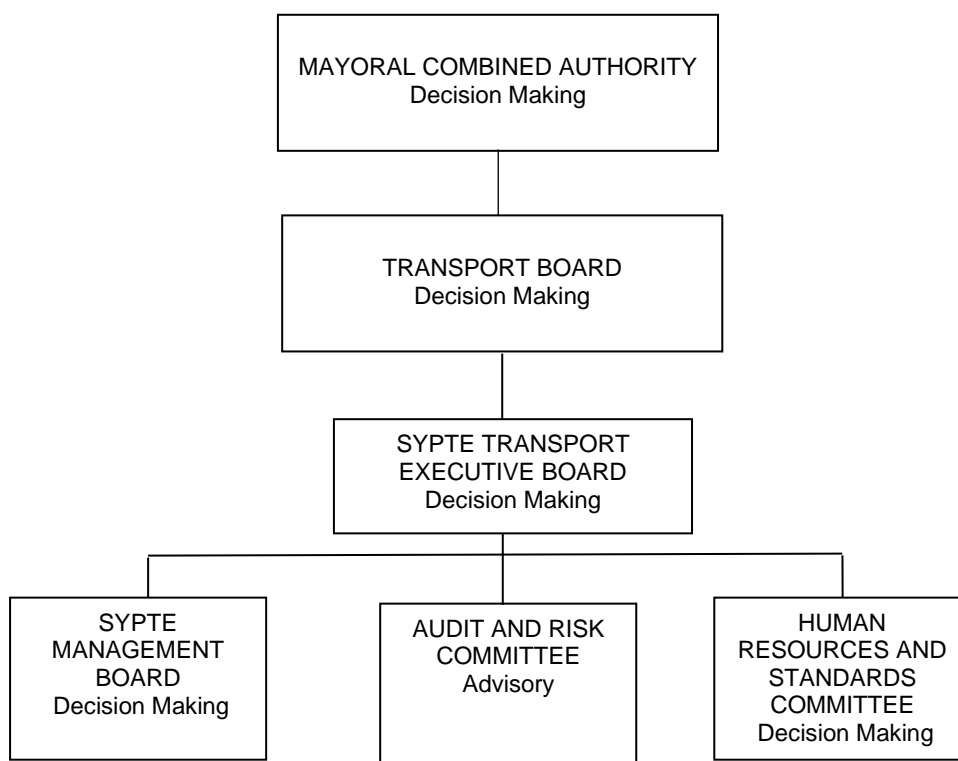 MAYORAL COMBINED AUTHORITY
Decision Making
TRANSPORT BOARD
Decision Making
SYPTE TRANSPORT
EXECUTIVE BOARD
Decision Making
SYPTE
MANAGEMENT
BOARD
Decision Making
AUDIT AND RISK
COMMITTEE
Advisory
HUMAN
RESOURCES AND
STANDARDS
COMMITTEE
Decision Making